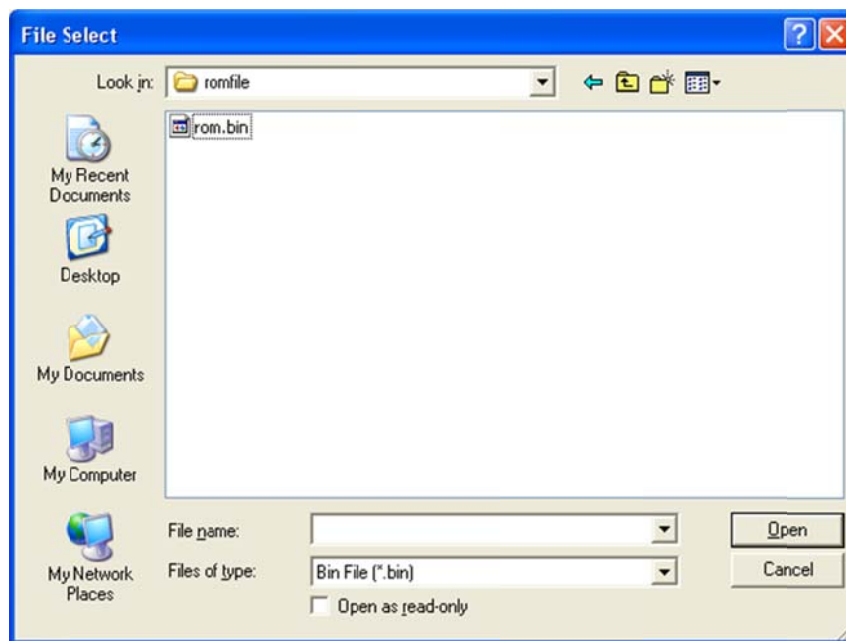 File Select
Look in:
romfile
rom.bin
My Recent
Documents
Desktop
My Documents
My Computer
My Network
Places
File name:
Open
Files of type:
Bin File (*.bin)
Cancel
Open as read-only